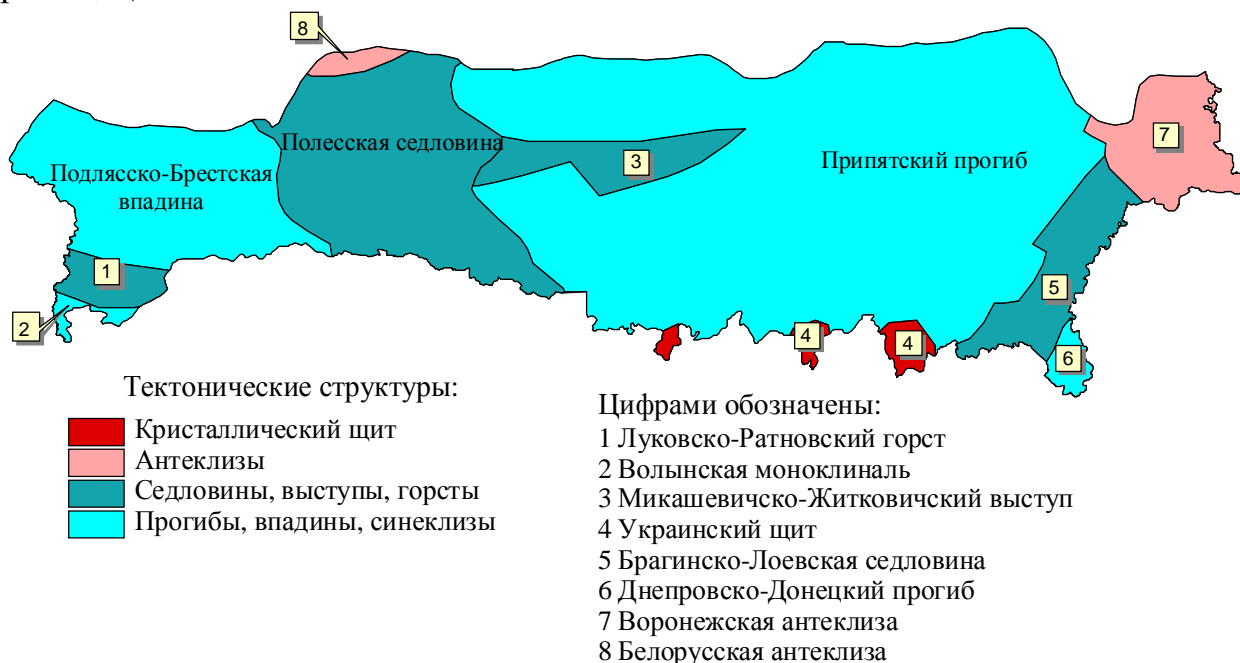 8
7
Полесская седловина
3
Припятский прогиб
Подлясско-Брестская
впадина
1
5
2
4
4
6
Тектонические структуры:
Кристаллический щит
Антеклизы
Седловины, выступы, горсты
Прогибы, впадины, синеклизы
Цифрами обозначены:
1 Луковско-Ратновский горст
2 Волынская моноклиналь
3 Микашевичско-Житковичский выступ
4 Украинский щит
5 Брагинско-Лоевская седловина
6 Днепровско-Донецкий прогиб
7 Воронежская антеклиза
8 Белорусская антеклиза